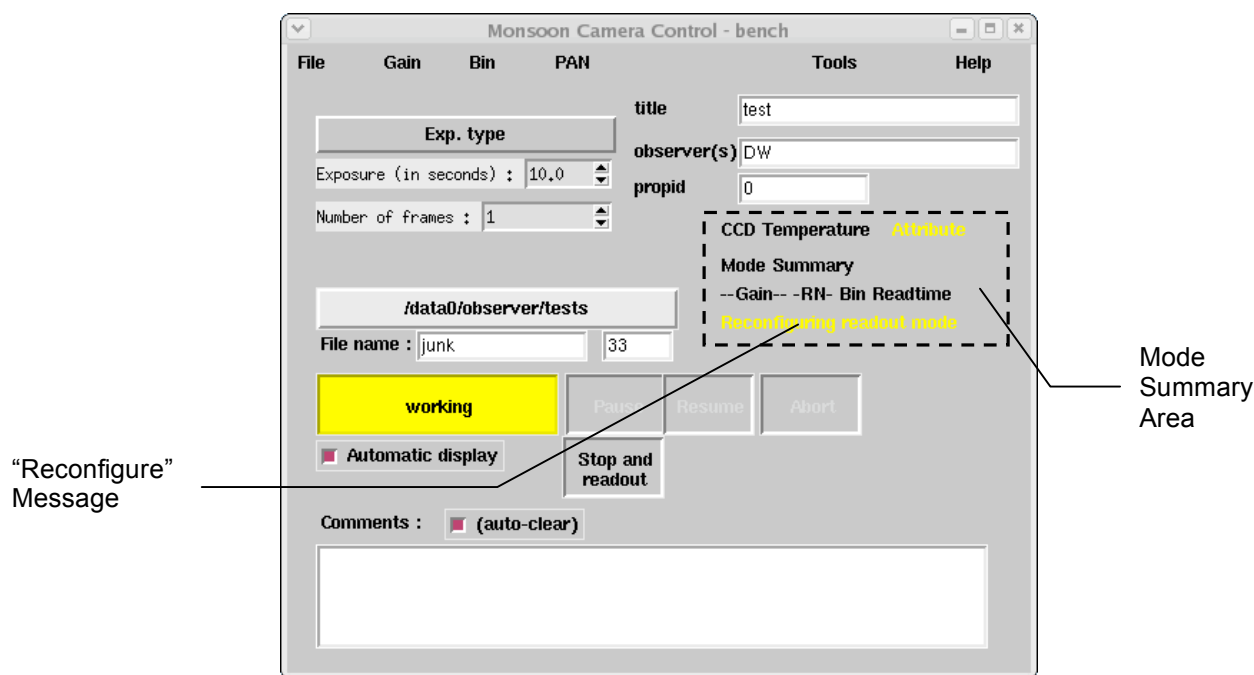 Monsoon Camera Control - bench
File Gain Bin PAN Tools Help
title test
Exp. type
observer(s) DW
Exposure (in seconds) : 10.0
propid 0
Number of frames : 1
CCD Temperature Attribute
Mode Summary
--Gain-- -RN- Bin Readtime
/data0/observer/tests
Reconfiguring readout mode
File name : junk 33
Mode
Summary
Area
working Pause Resume Abort
Automatic display
Stop and
readout
“Reconfigure”
Message
Comments : (auto-clear)